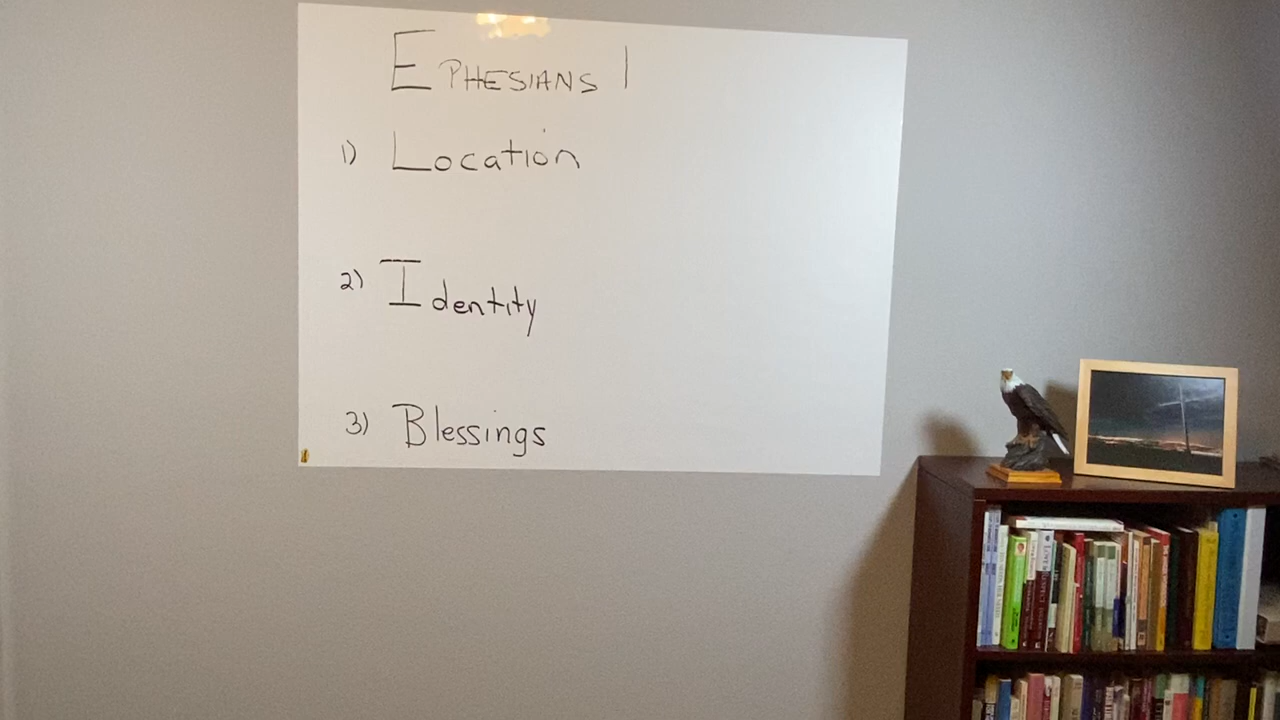 EPHESIANS 1
1) Location
2) Identity
3) Blessings